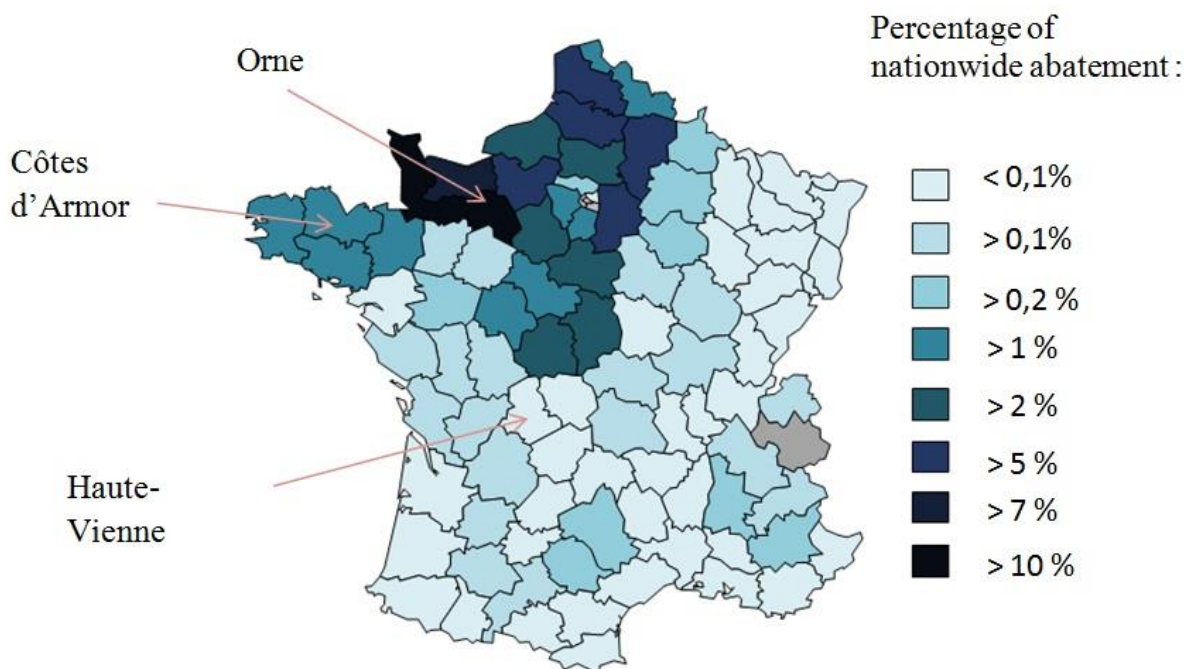 Orne
Côtes
d’Armor
Haute-
Vienne
Percentage of
nationwide abatement :
< 0,1%
> 0,1%
> 0,2 %
> 1 %
> 2 %
> 5 %
> 7 %
> 10 %